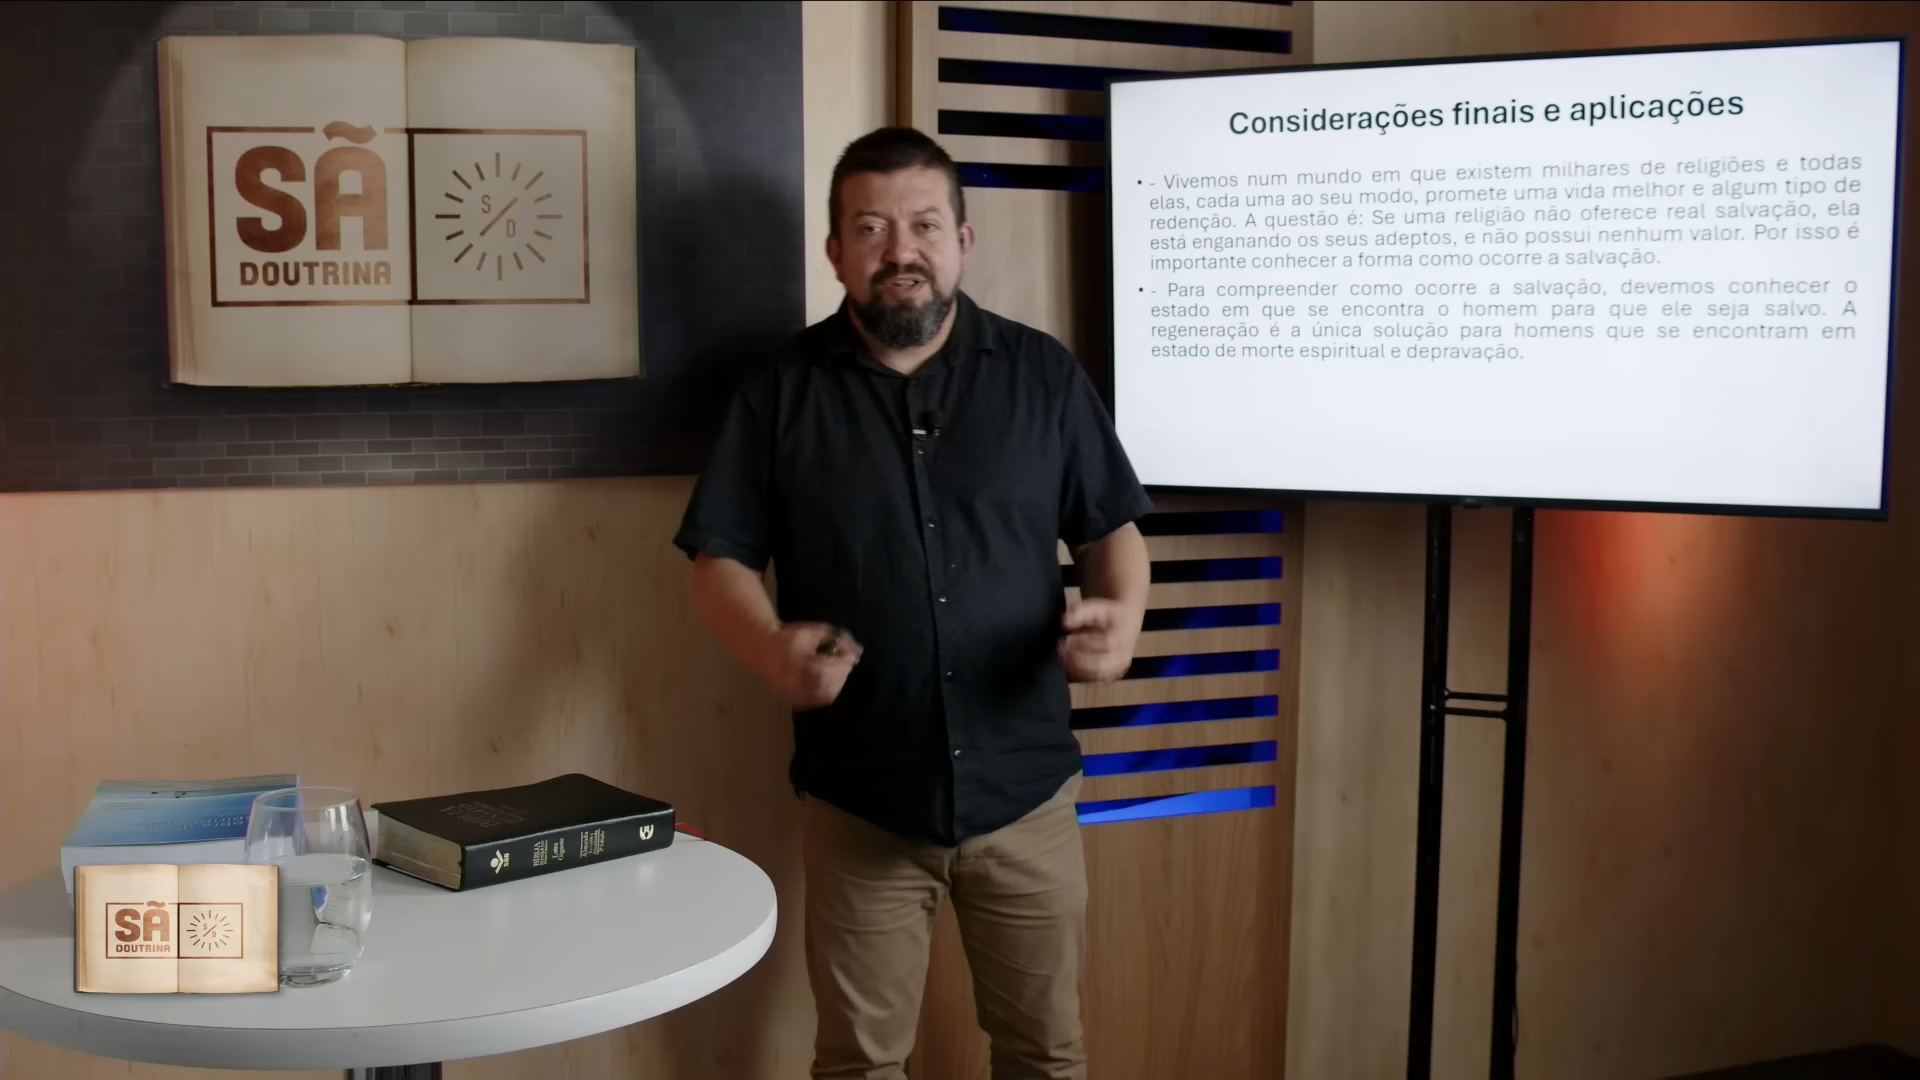 SÃ
DOUTRINA
S
D
Considerações finais e aplicações
• - Vivemos num mundo em que existem milhares de religiões e todas
elas, cada uma ao seu modo, promete uma vida melhor e algum tipo de
redenção. A questão é: Se uma religião não oferece real salvação, ela
está enganando os seus adeptos, e não possui nenhum valor. Por isso é
importante conhecer a forma como ocorre a salvação.
• - Para compreender como ocorre a salvação, devemos conhecer o
estado em que se encontra o homem para que ele seja salvo. A
regeneração é a única solução para homens que se encontram em
estado de morte espiritual e depravação.
BÍBLIA
Letra
Gigante
Almeida
SÃ
DOUTRINA
S
D